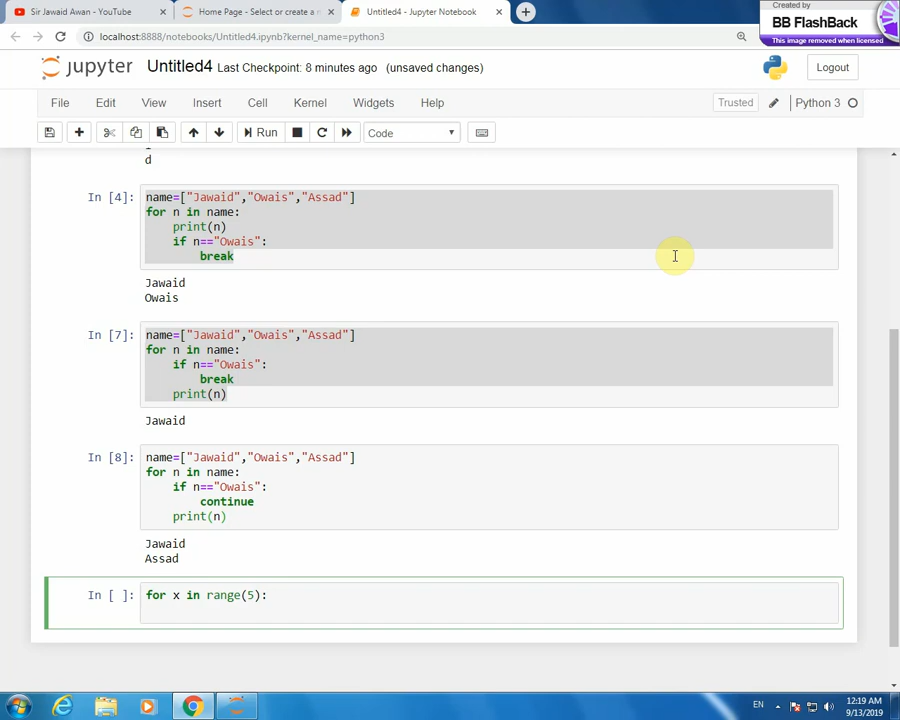 Sir Jawaid Awan - YouTube
Home Page - Select or create a n
Untitled4 - Jupyter Notebook
Created by
BB FlashBack
This image removed when licensed
localhost:8888/notebooks/Untitled4.ipynb?kernel_name=python3
jupyter Untitled4 Last Checkpoint: 8 minutes ago (unsaved changes)
Logout
File Edit View Insert Cell Kernel Widgets Help
Trusted Python 3
Run Code
d
In [4]: name=["Jawaid","Owais","Assad"]
for n in name:
    print(n)
    if n=="Owais":
        break
Jawaid
Owais
In [7]: name=["Jawaid","Owais","Assad"]
for n in name:
    if n=="Owais":
        break
    print(n)
Jawaid
In [8]: name=["Jawaid","Owais","Assad"]
for n in name:
    if n=="Owais":
        continue
    print(n)
Jawaid
Assad
In [ ]: for x in range(5):
EN
12:19 AM
9/13/2019